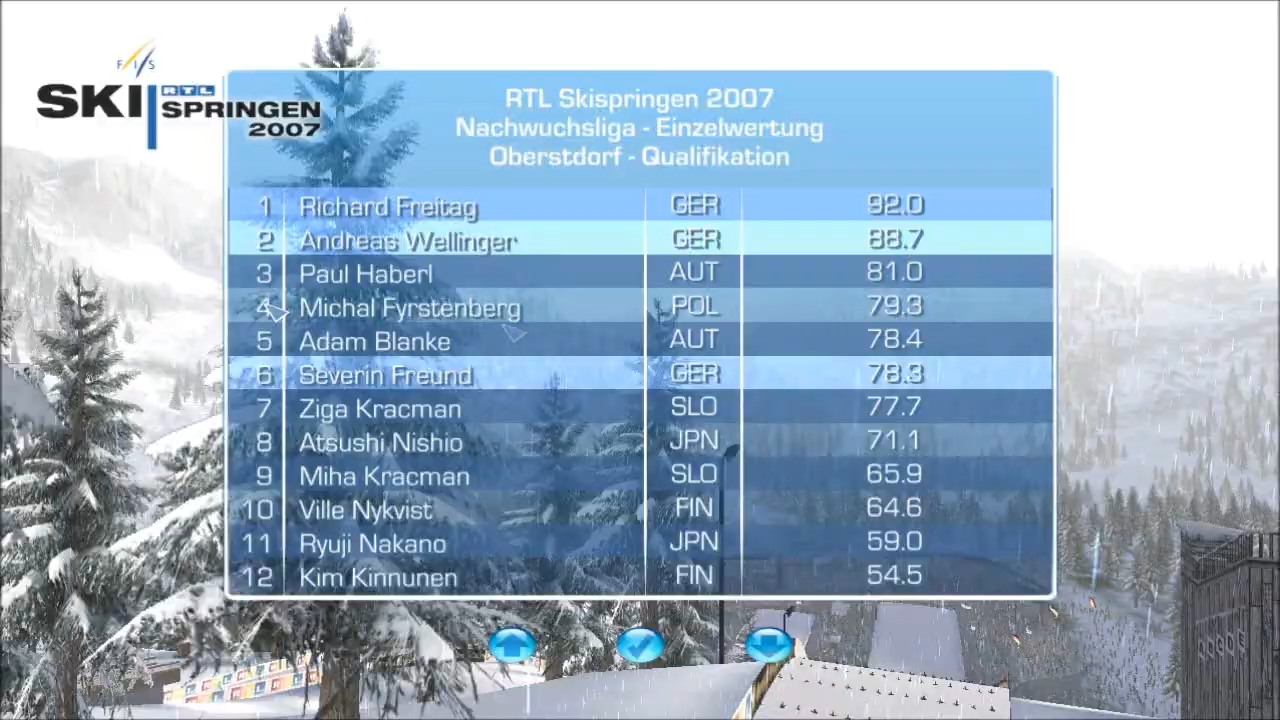 FIS
SKI RTL SPRINGEN 2007
RTL Skispringen 2007
Nachwuchsliga - Einzelwertung
Oberstdorf - Qualifikation
1 Richard Freitag GER 92.0
2 Andreas Wellinger GER 88.7
3 Paul Haberl AUT 81.0
4 Michal Fyrstenberg POL 79.3
5 Adam Blanke AUT 78.4
6 Severin Freund GER 78.3
7 Ziga Kracman SLO 77.7
8 Atsushi Nishio JPN 71.1
9 Miha Kracman SLO 65.9
10 Ville Nykvist FIN 64.6
11 Ryuji Nakano JPN 59.0
12 Kim Kinnunen FIN 54.5